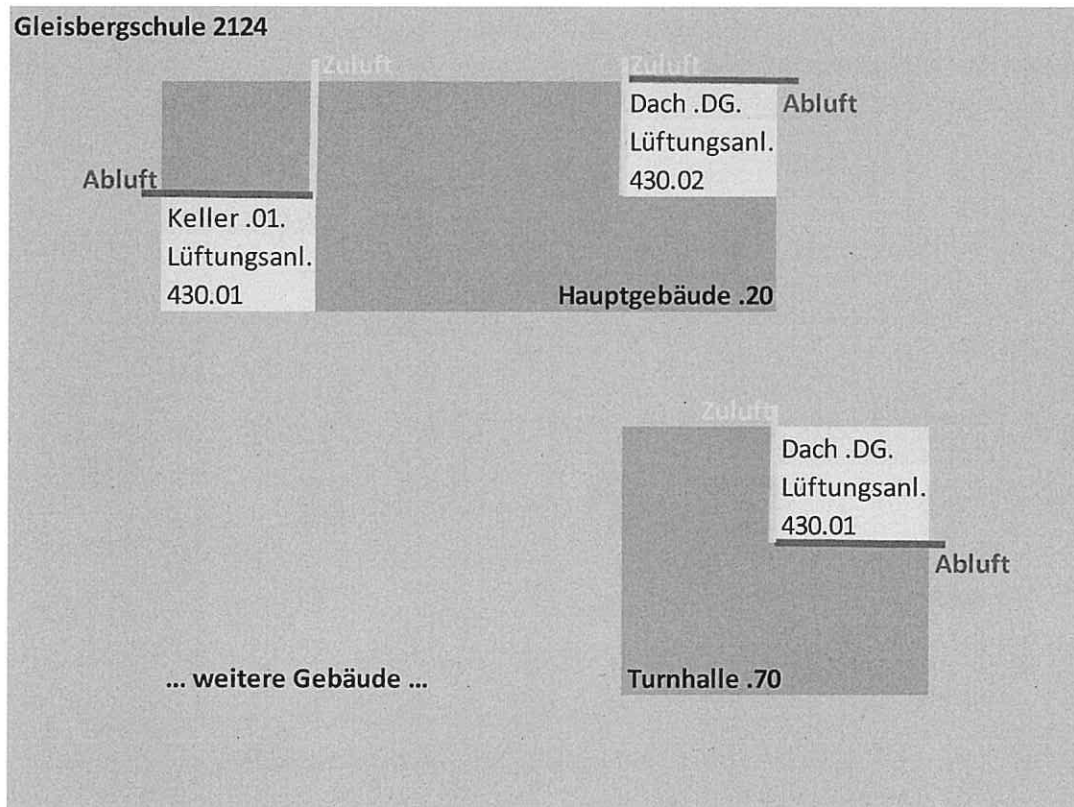 Gleisbergschule 2124
Zuluft
Zuluft
Dach .DG.
Lüftungsanl.
430.02
Abluft
Abluft
Keller .01.
Lüftungsanl.
430.01
Hauptgebäude .20
Zuluft
Dach .DG.
Lüftungsanl.
430.01
Abluft
... weitere Gebäude ...
Turnhalle .70